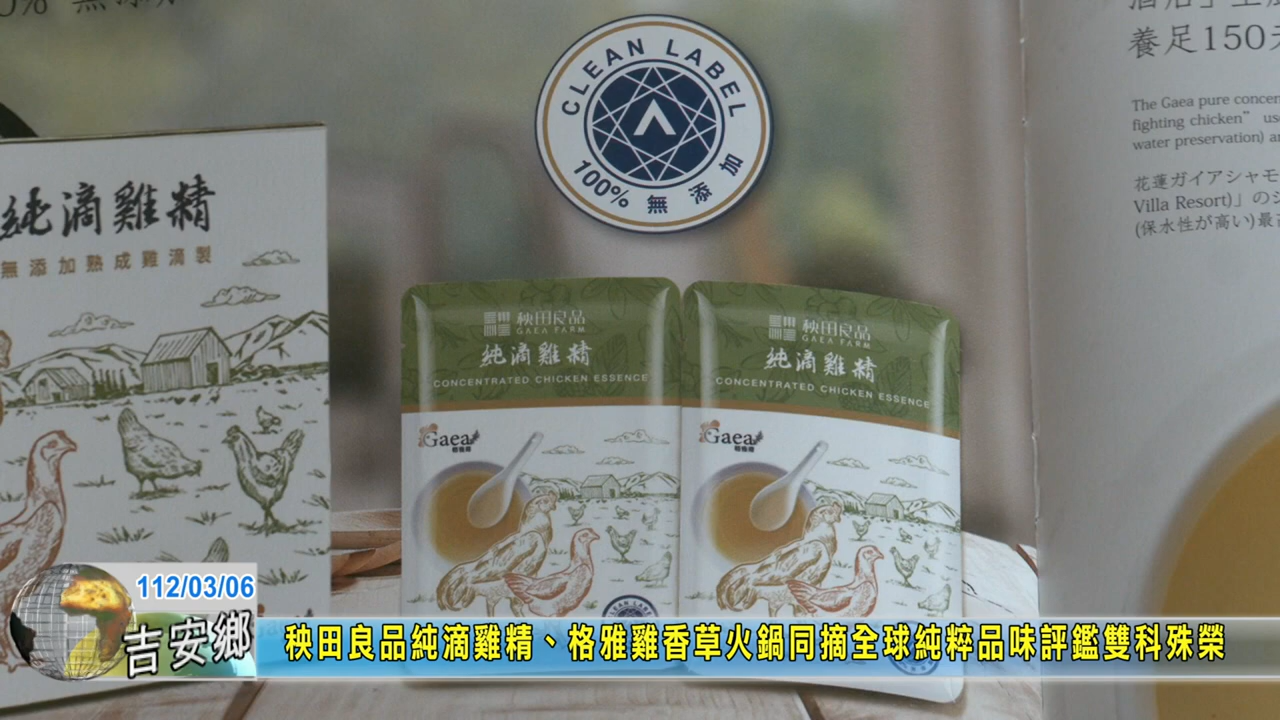 CLEAN LABEL
100%無添加
養足150
The Gaea pure concen
fighting chicken” us
water preservation) a
花蓮ガイアシャモ
Villa Resort)」の
(保水性が高い)最
純滴雞精
無添加熟成雞滴製
秧田良品
GAEA FARM
純滴雞精
CONCENTRATED CHICKEN ESSENCE
Gaea
秧田良品
GAEA FARM
純滴雞精
CONCENTRATED CHICKEN ESSENCE
Gaea
CLEAN LABEL
112/03/06
吉安鄉
秧田良品純滴雞精、格雅雞香草火鍋同摘全球純粹品味評鑑雙科殊榮